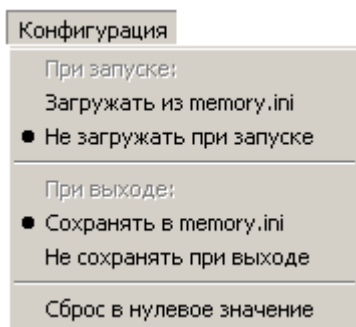 Конфигурация
При запуске:
Загружать из memory.ini
Не загружать при запуске
При выходе:
Сохранять в memory.ini
Не сохранять при выходе
Сброс в нулевое значение